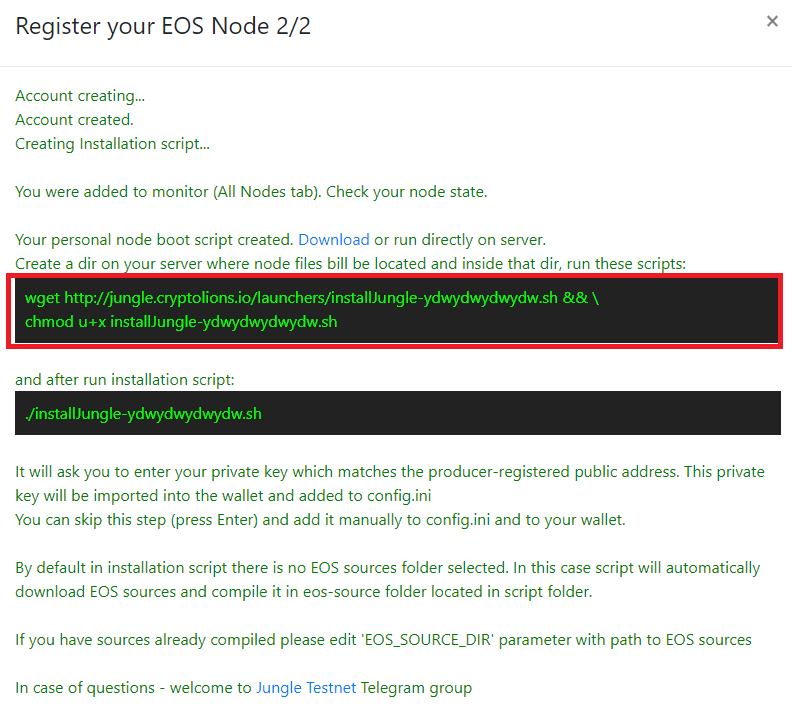 Register your EOS Node 2/2
×
Account creating...
Account created.
Creating Installation script...
You were added to monitor (All Nodes tab). Check your node state.
Your personal node boot script created. Download or run directly on server.
Create a dir on your server where node files bill be located and inside that dir, run these scripts:
wget http://jungle.cryptolions.io/launchers/installJungle-ydwydwydwydw.sh && \
chmod u+x installJungle-ydwydwydwydw.sh
and after run installation script:
./installJungle-ydwydwydwydw.sh
It will ask you to enter your private key which matches the producer-registered public address. This private
key will be imported into the wallet and added to config.ini
You can skip this step (press Enter) and add it manually to config.ini and to your wallet.
By default in installation script there is no EOS sources folder selected. In this case script will automatically
download EOS sources and compile it in eos-source folder located in script folder.
If you have sources already compiled please edit 'EOS_SOURCE_DIR' parameter with path to EOS sources
In case of questions - welcome to Jungle Testnet Telegram group